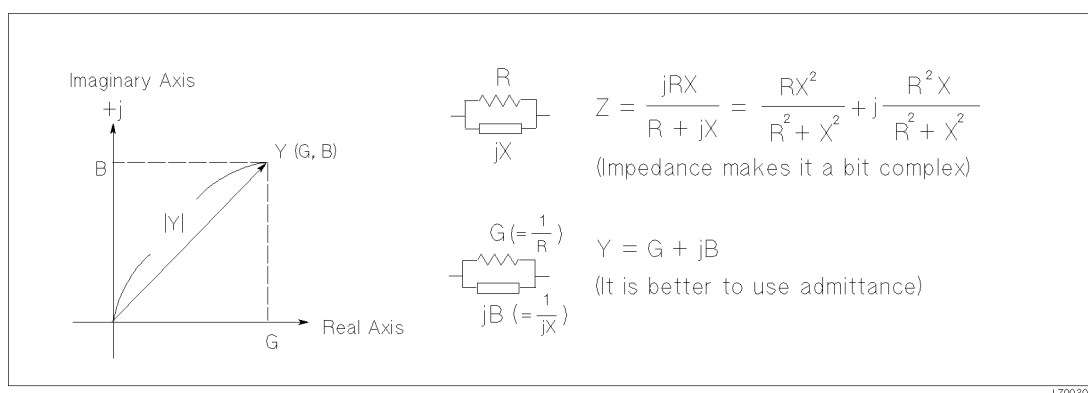 Imaginary Axis
+j
B
Y (G, B)
|Y|
G
Real Axis
R
jX
Z = jRX / (R + jX) = RX² / (R² + X²) + j R²X / (R² + X²)
(Impedance makes it a bit complex)
G (= 1/R )
jB (= 1/jX )
Y = G + jB
(It is better to use admittance)